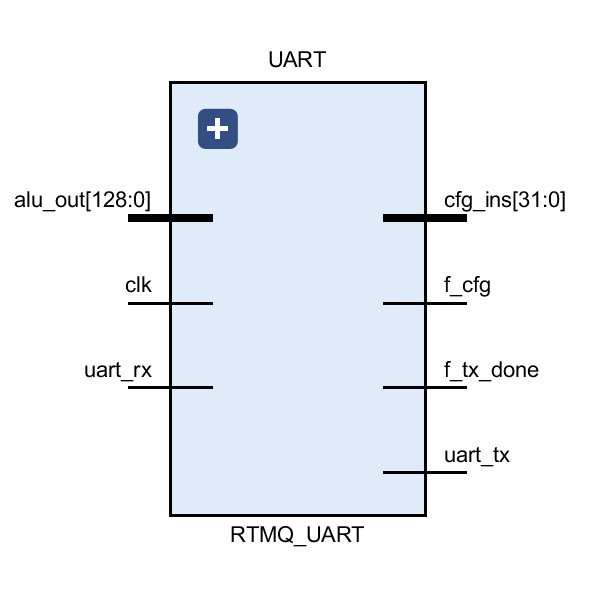 UART
alu_out[128:0]
cfg_ins[31:0]
clk
f_cfg
uart_rx
f_tx_done
uart_tx
RTMQ_UART